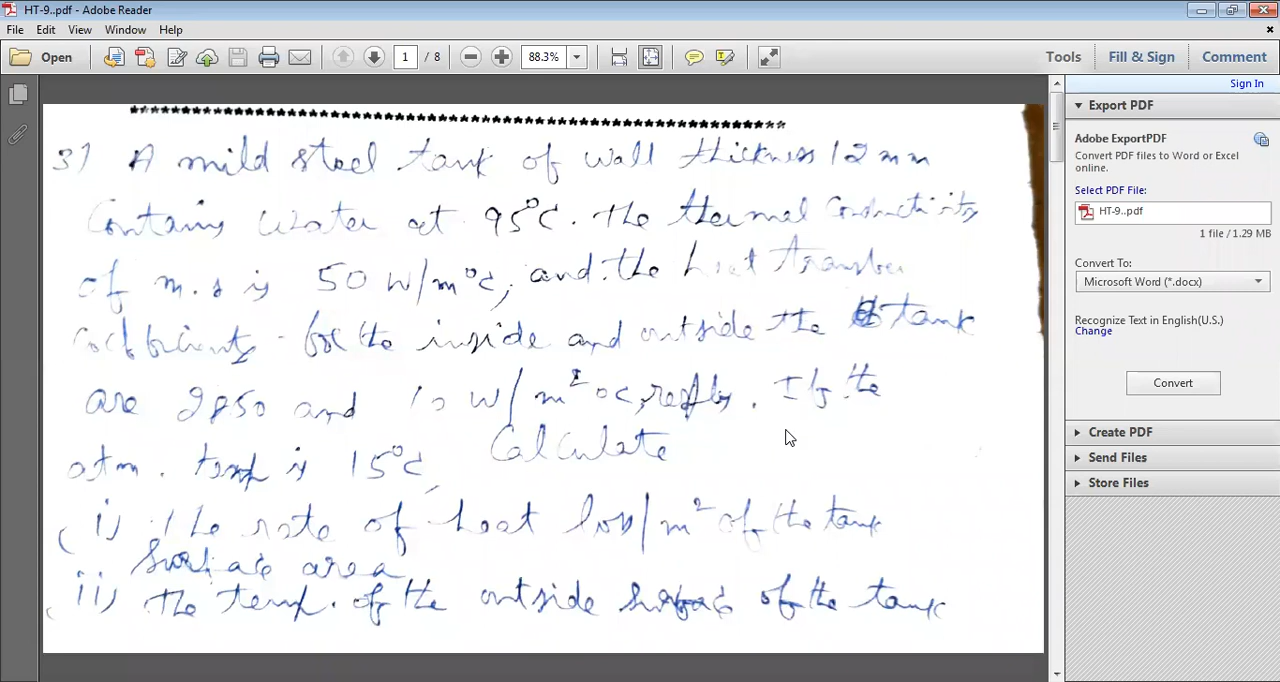 HT-9..pdf - Adobe Reader
File Edit View Window Help
Open 1 / 8 88.3% Tools Fill & Sign Comment
Sign In
Export PDF
Adobe ExportPDF
Convert PDF files to Word or Excel
online.
Select PDF File:
HT-9..pdf
1 file / 1.29 MB
Convert To:
Microsoft Word (*.docx)
Recognize Text in English(U.S.)
Change
Convert
Create PDF
Send Files
Store Files
3) A mild steel tank of wall thickness 12 mm
Contains water at 95°C. The thermal Conductivity
of m.s is 50 W/m°C, and the heat transfer
coefficients for the inside and outside the tank
are 2850 and 10 W/m² °C, resply. If the
atm. temp is 15°C, Calculate
(i) the rate of heat loss/m² of the tank
surface area
(ii) The temp. of the outside surface of the tank